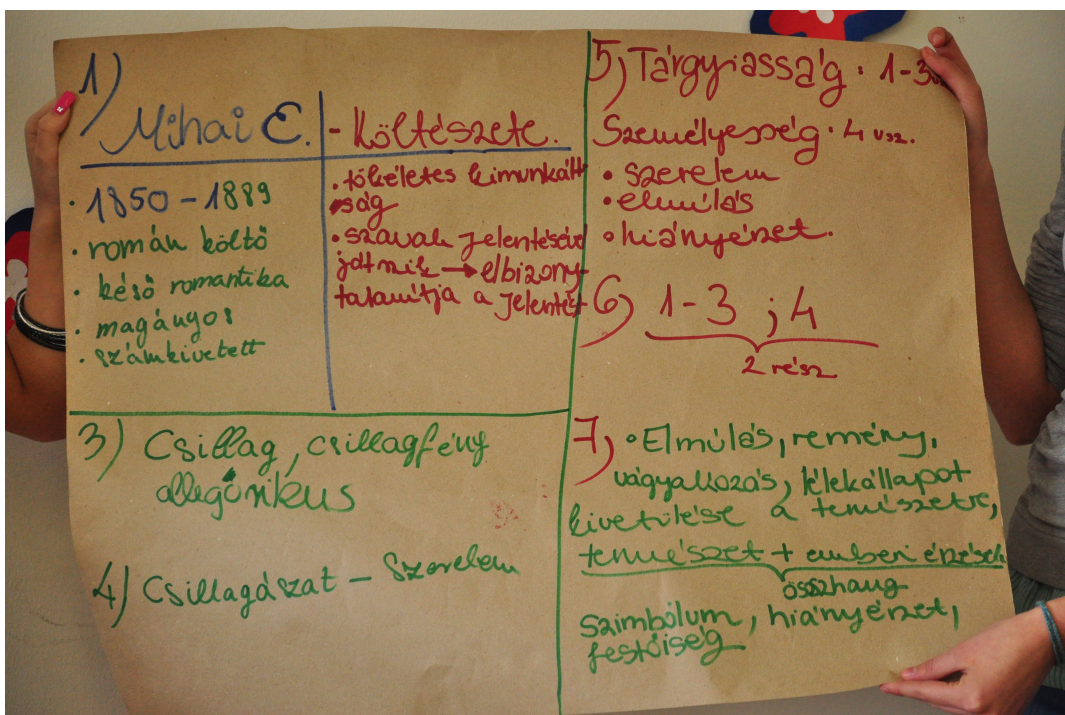 1)
Mihai E.
• 1850 - 1889
• román költő
• késő romantika
• magányos
• számkivetett
- Költészete.
• tökéletes kimunkált
ság
• szavak jelentéséve
játszik → elbizony-
talanítja a jelentést
3) Csillag, csillagfény
allegórikus
4) Csillagászat - Szerelem
5) Tárgyiasság • 1-3
Személyesség • 4 vsz.
• szerelem
• elmúlás
• hiányérzet.
6) 1-3 ; 4
2 rész
7) • Elmúlás, remény,
vágyakozás, lélekállapot
kivetülése a természetre,
természet + emberi érzések
összhang
Szimbólum, hiányérzet,
festőiség